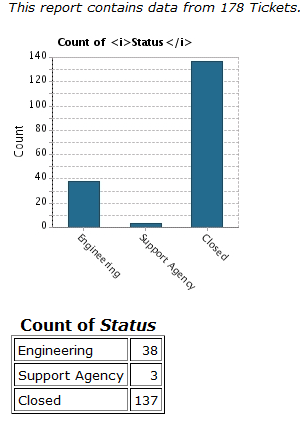 This report contains data from 178 Tickets.
Count of <i>Status</i>
140
120
100
80
60
40
20
0
Count
Engineering
Support Agency
Closed
Count of Status
Engineering 38
Support Agency 3
Closed 137